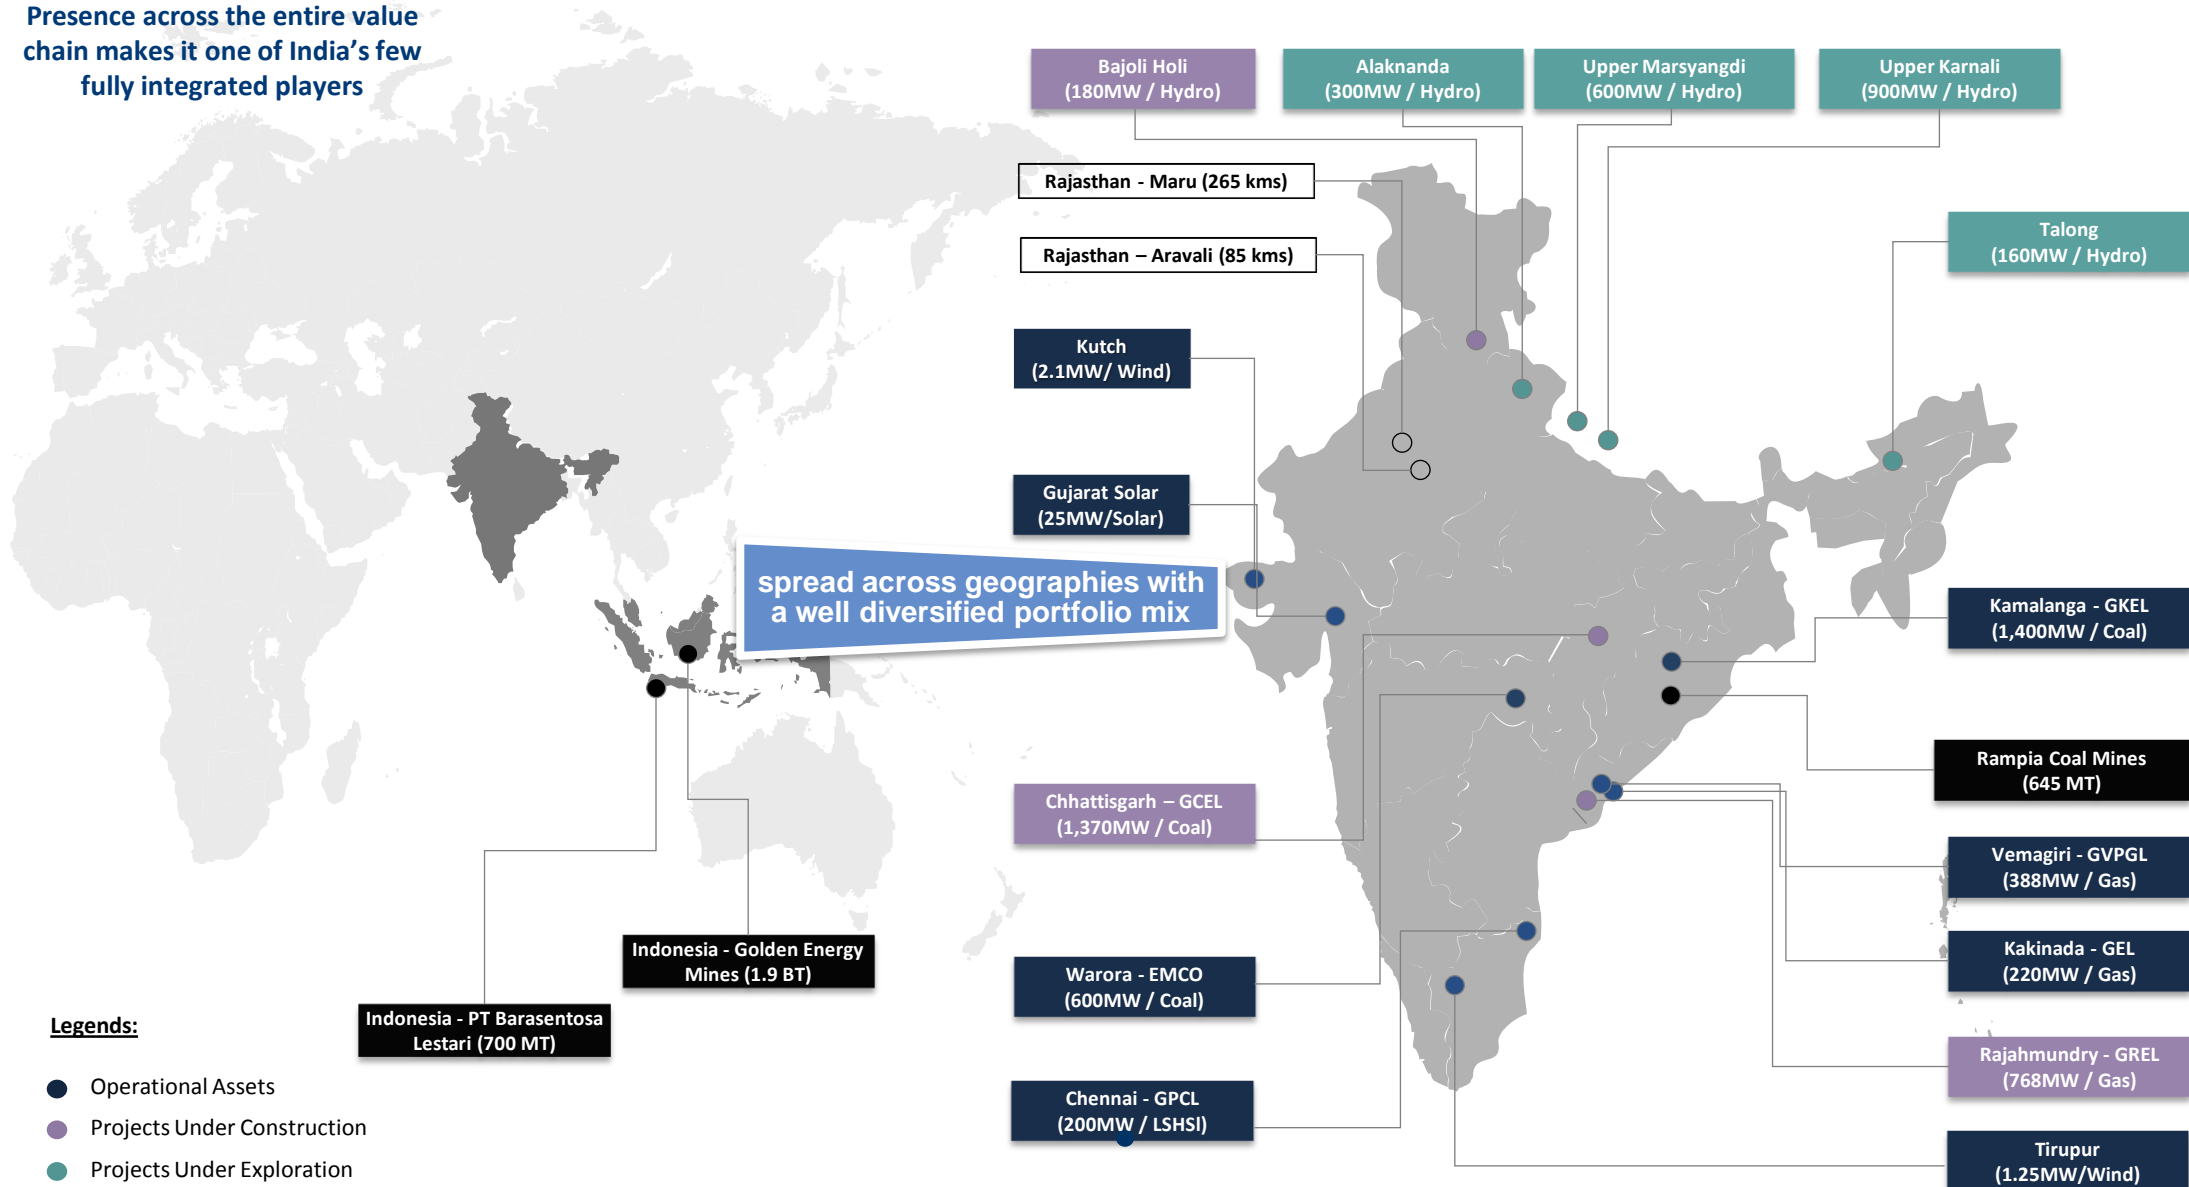 Presence across the entire value
chain makes it one of India’s few
fully integrated players
Bajoli Holi
(180MW / Hydro)
Alaknanda
(300MW / Hydro)
Upper Marsyangdi
(600MW / Hydro)
Upper Karnali
(900MW / Hydro)
Rajasthan - Maru (265 kms)
Rajasthan – Aravali (85 kms)
Talong
(160MW / Hydro)
Kutch
(2.1MW/ Wind)
Gujarat Solar
(25MW/Solar)
spread across geographies with
a well diversified portfolio mix
Kamalanga - GKEL
(1,400MW / Coal)
Rampia Coal Mines
(645 MT)
Chhattisgarh – GCEL
(1,370MW / Coal)
Vemagiri - GVPGL
(388MW / Gas)
Indonesia - Golden Energy
Mines (1.9 BT)
Warora - EMCO
(600MW / Coal)
Kakinada - GEL
(220MW / Gas)
Indonesia - PT Barasentosa
Lestari (700 MT)
Rajahmundry - GREL
(768MW / Gas)
Chennai - GPCL
(200MW / LSHSl)
Tirupur
(1.25MW/Wind)
Legends:
Operational Assets
Projects Under Construction
Projects Under Exploration